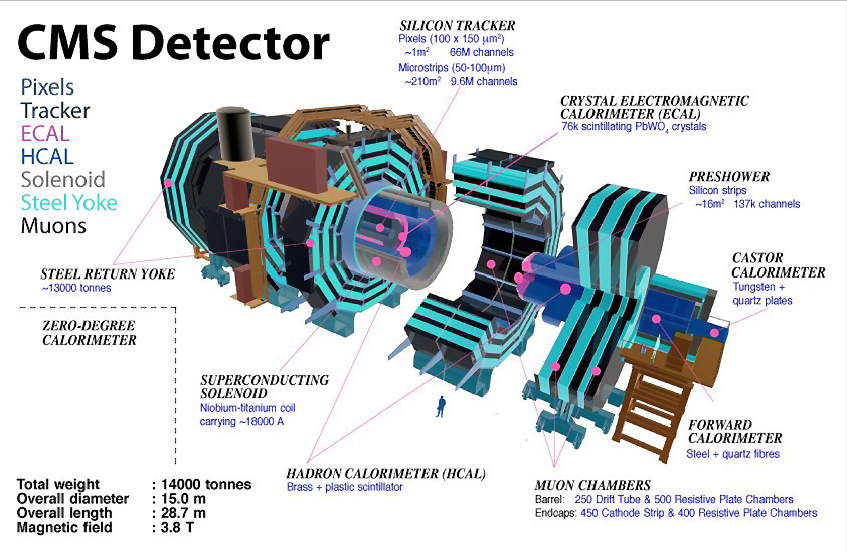 CMS Detector
Pixels
Tracker
ECAL
HCAL
Solenoid
Steel Yoke
Muons
SILICON TRACKER
Pixels (100 x 150 μm²)
~1m² 66M channels
Microstrips (50-100μm)
~210m² 9.6M channels
CRYSTAL ELECTROMAGNETIC
CALORIMETER (ECAL)
76k scintillating PbWO₄ crystals
PRESHOWER
Silicon strips
~16m² 137k channels
CASTOR
CALORIMETER
Tungsten +
quartz plates
STEEL RETURN YOKE
~13000 tonnes
ZERO-DEGREE
CALORIMETER
SUPERCONDUCTING
SOLENOID
Niobium-titanium coil
carrying ~18000 A
HADRON CALORIMETER (HCAL)
Brass + plastic scintillator
FORWARD
CALORIMETER
Steel + quartz fibres
MUON CHAMBERS
Barrel: 250 Drift Tube & 500 Resistive Plate Chambers
Endcaps: 450 Cathode Strip & 400 Resistive Plate Chambers
Total weight : 14000 tonnes
Overall diameter : 15.0 m
Overall length : 28.7 m
Magnetic field : 3.8 T